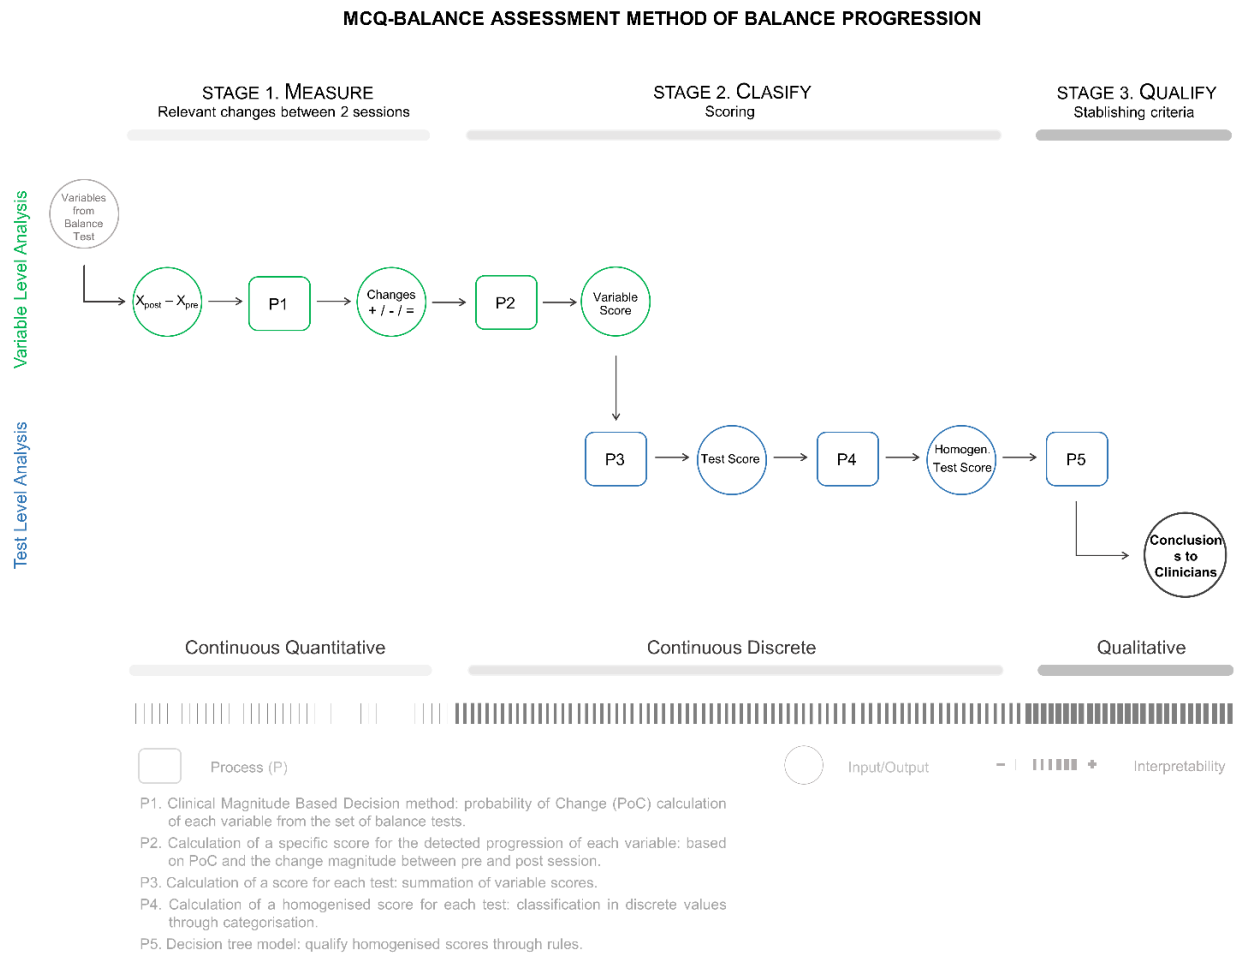 MCQ-BALANCE ASSESSMENT METHOD OF BALANCE PROGRESSION
STAGE 1. MEASURE
Relevant changes between 2 sessions
STAGE 2. CLASIFY
Scoring
STAGE 3. QUALIFY
Stablishing criteria
Variable Level Analysis
Variables
from
Balance
Test
Xpost – Xpre
P1
Changes
+ / - / =
P2
Variable
Score
Test Level Analysis
P3
Test Score
P4
Homogen.
Test Score
P5
Conclusion
s to
Clinicians
Continuous Quantitative
Continuous Discrete
Qualitative
Process (P)
Input/Output
Interpretability
P1. Clinical Magnitude Based Decision method: probability of Change (PoC) calculation
of each variable from the set of balance tests.
P2. Calculation of a specific score for the detected progression of each variable: based
on PoC and the change magnitude between pre and post session.
P3. Calculation of a score for each test: summation of variable scores.
P4. Calculation of a homogenised score for each test: classification in discrete values
through categorisation.
P5. Decision tree model: qualify homogenised scores through rules.